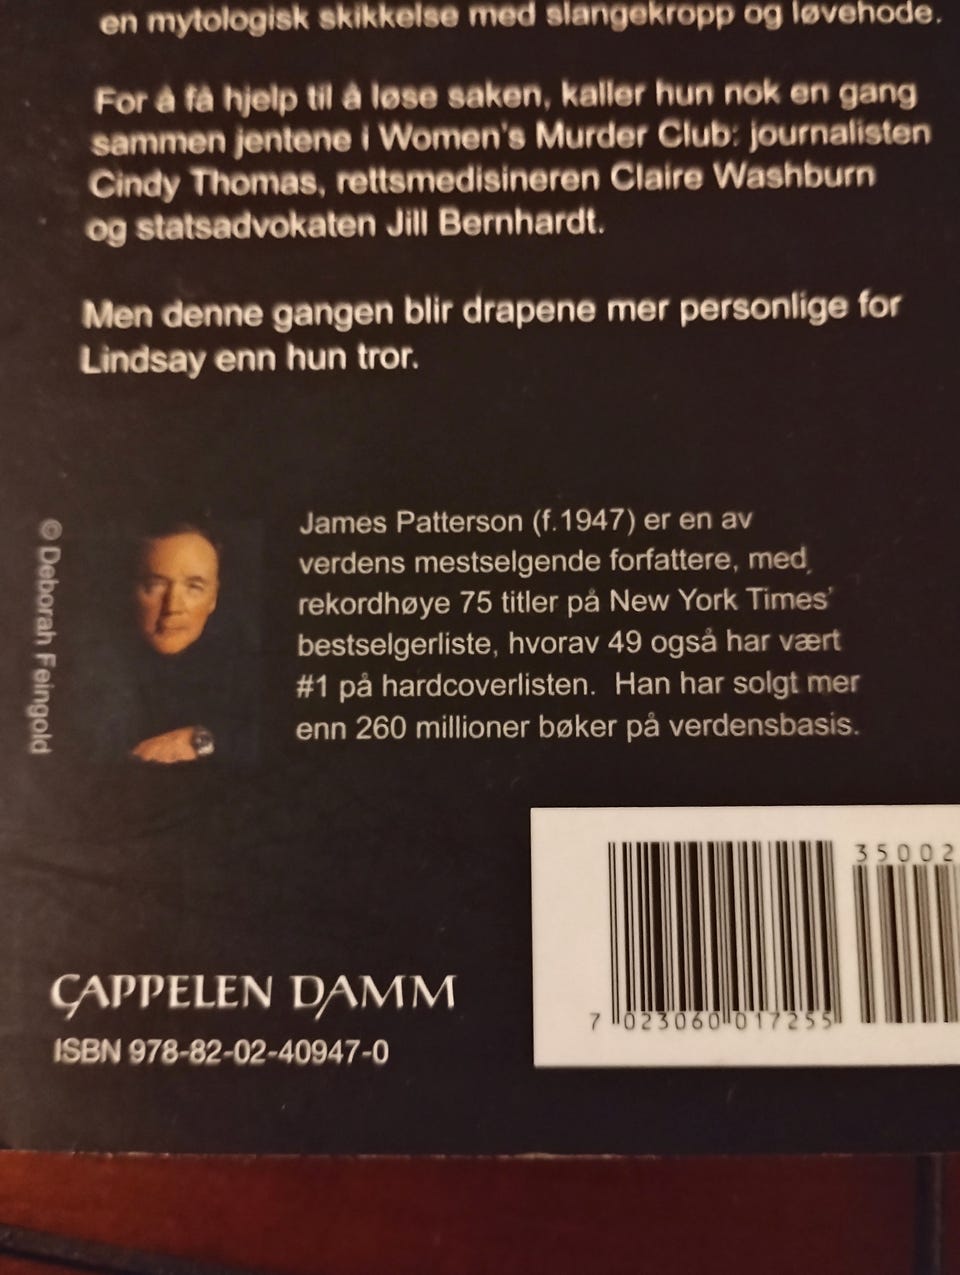 en mytologisk skikkelse med slangekropp og løvehode.
For å få hjelp til å løse saken, kaller hun nok en gang
sammen jentene i Women's Murder Club: journalisten
Cindy Thomas, rettsmedisineren Claire Washburn
og statsadvokaten Jill Bernhardt.
Men denne gangen blir drapene mer personlige for
Lindsay enn hun tror.
© Deborah Feingold
James Patterson (f.1947) er en av
verdens mestselgende forfattere, med
rekordhøye 75 titler på New York Times'
bestselgerliste, hvorav 49 også har vært
#1 på hardcoverlisten. Han har solgt mer
enn 260 millioner bøker på verdensbasis.
35002
7 023060 017255
CAPPELEN DAMM
ISBN 978-82-02-40947-0